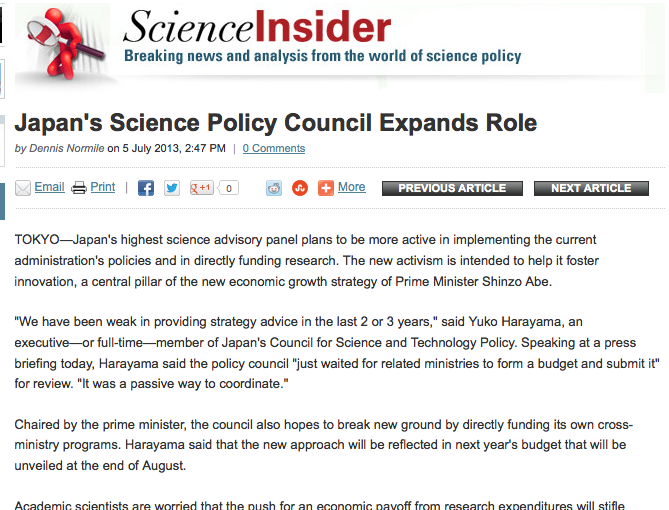 ScienceInsider
Breaking news and analysis from the world of science policy
Japan's Science Policy Council Expands Role
by Dennis Normile on 5 July 2013, 2:47 PM | 0 Comments
Email Print | g +1 0 More PREVIOUS ARTICLE NEXT ARTICLE
TOKYO—Japan's highest science advisory panel plans to be more active in implementing the current
administration's policies and in directly funding research. The new activism is intended to help it foster
innovation, a central pillar of the new economic growth strategy of Prime Minister Shinzo Abe.
"We have been weak in providing strategy advice in the last 2 or 3 years," said Yuko Harayama, an
executive—or full-time—member of Japan's Council for Science and Technology Policy. Speaking at a press
briefing today, Harayama said the policy council "just waited for related ministries to form a budget and submit it"
for review. "It was a passive way to coordinate."
Chaired by the prime minister, the council also hopes to break new ground by directly funding its own cross-
ministry programs. Harayama said that the new approach will be reflected in next year's budget that will be
unveiled at the end of August.
Academic scientists are worried that the push for an economic payoff from research expenditures will stifle